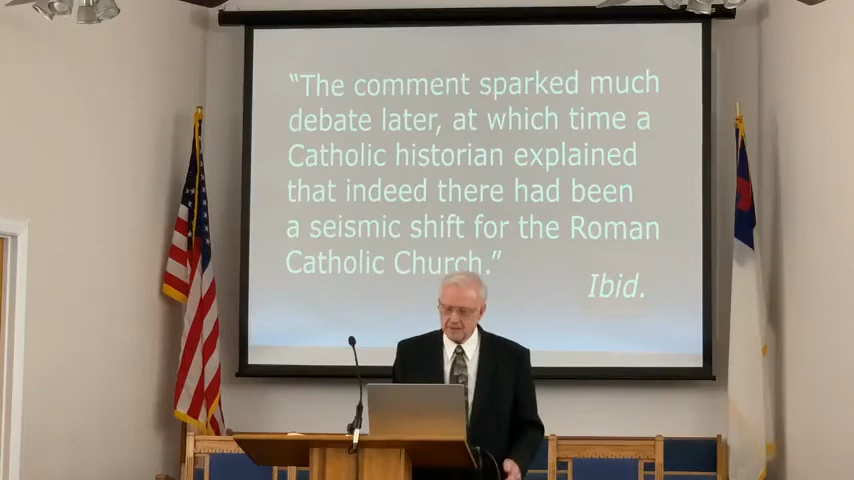 “The comment sparked much
debate later, at which time a
Catholic historian explained
that indeed there had been
a seismic shift for the Roman
Catholic Church.”
Ibid.